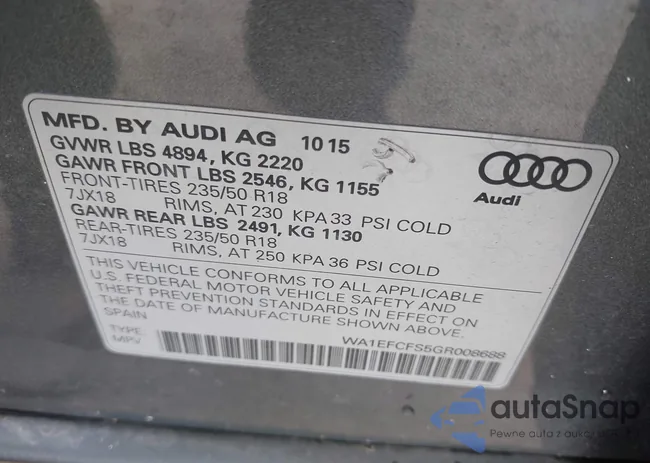 MFD. BY AUDI AG 10 15
GVWR LBS 4894, KG 2220
GAWR FRONT LBS 2546, KG 1155
FRONT-TIRES 235/50 R18
7JX18 RIMS, AT 230 KPA 33 PSI COLD
GAWR REAR LBS 2491, KG 1130
REAR-TIRES 235/50 R18
7JX18 RIMS, AT 250 KPA 36 PSI COLD
Audi
THIS VEHICLE CONFORMS TO ALL APPLICABLE
U.S. FEDERAL MOTOR VEHICLE SAFETY AND
THEFT PREVENTION STANDARDS IN EFFECT ON
THE DATE OF MANUFACTURE SHOWN ABOVE.
SPAIN
WA1EFCFS5GR008688
TYPE:
MPV
autaSnap
Pewne auta z aukcji